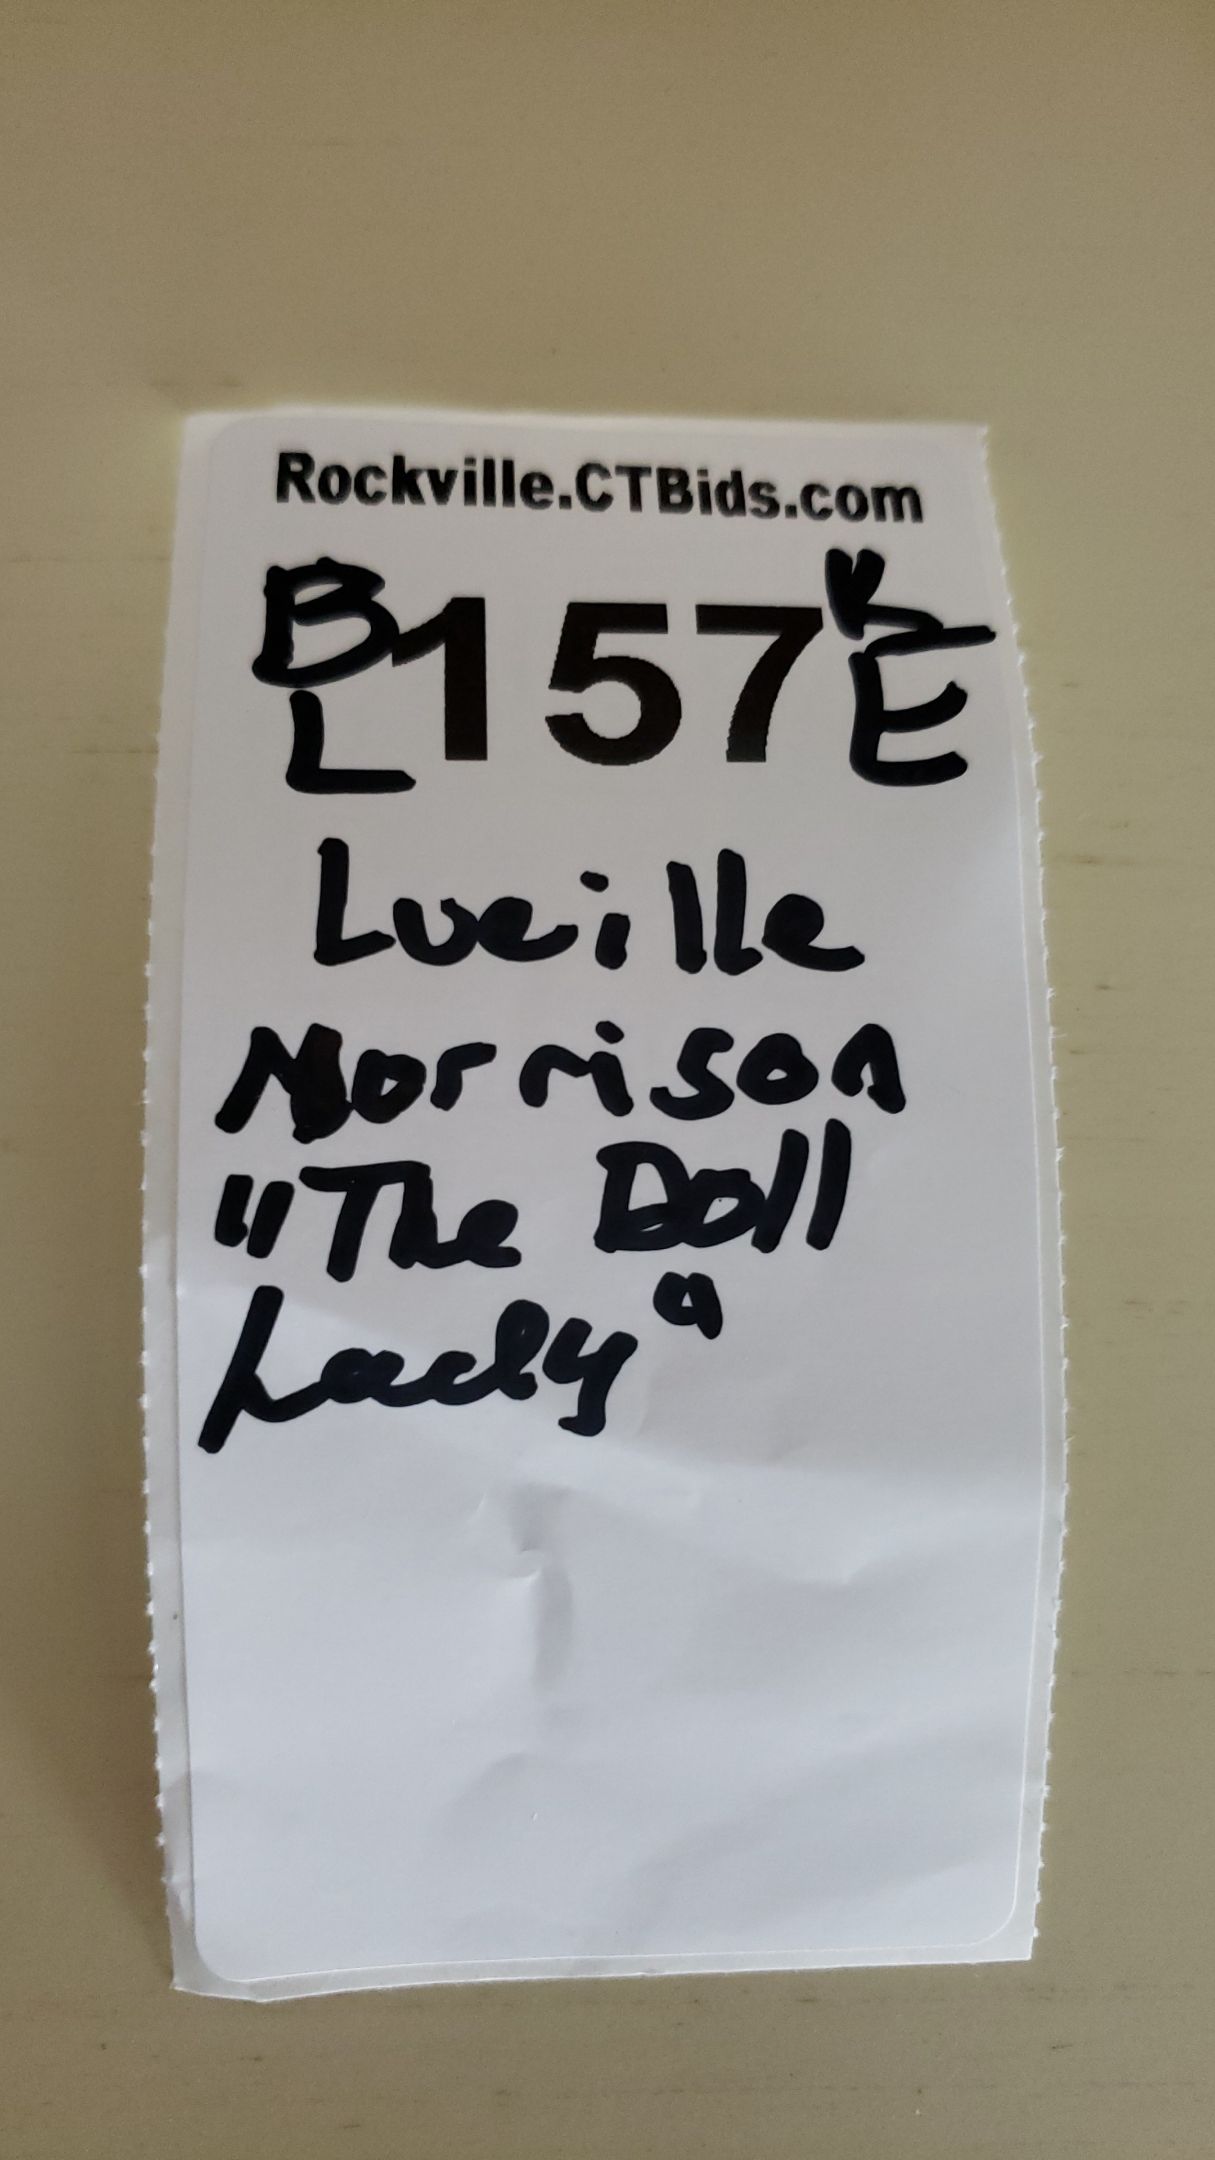 Rockville.CTBids.com
B 157 K
L E
Lucille
Morrison
"The Doll
Lady"